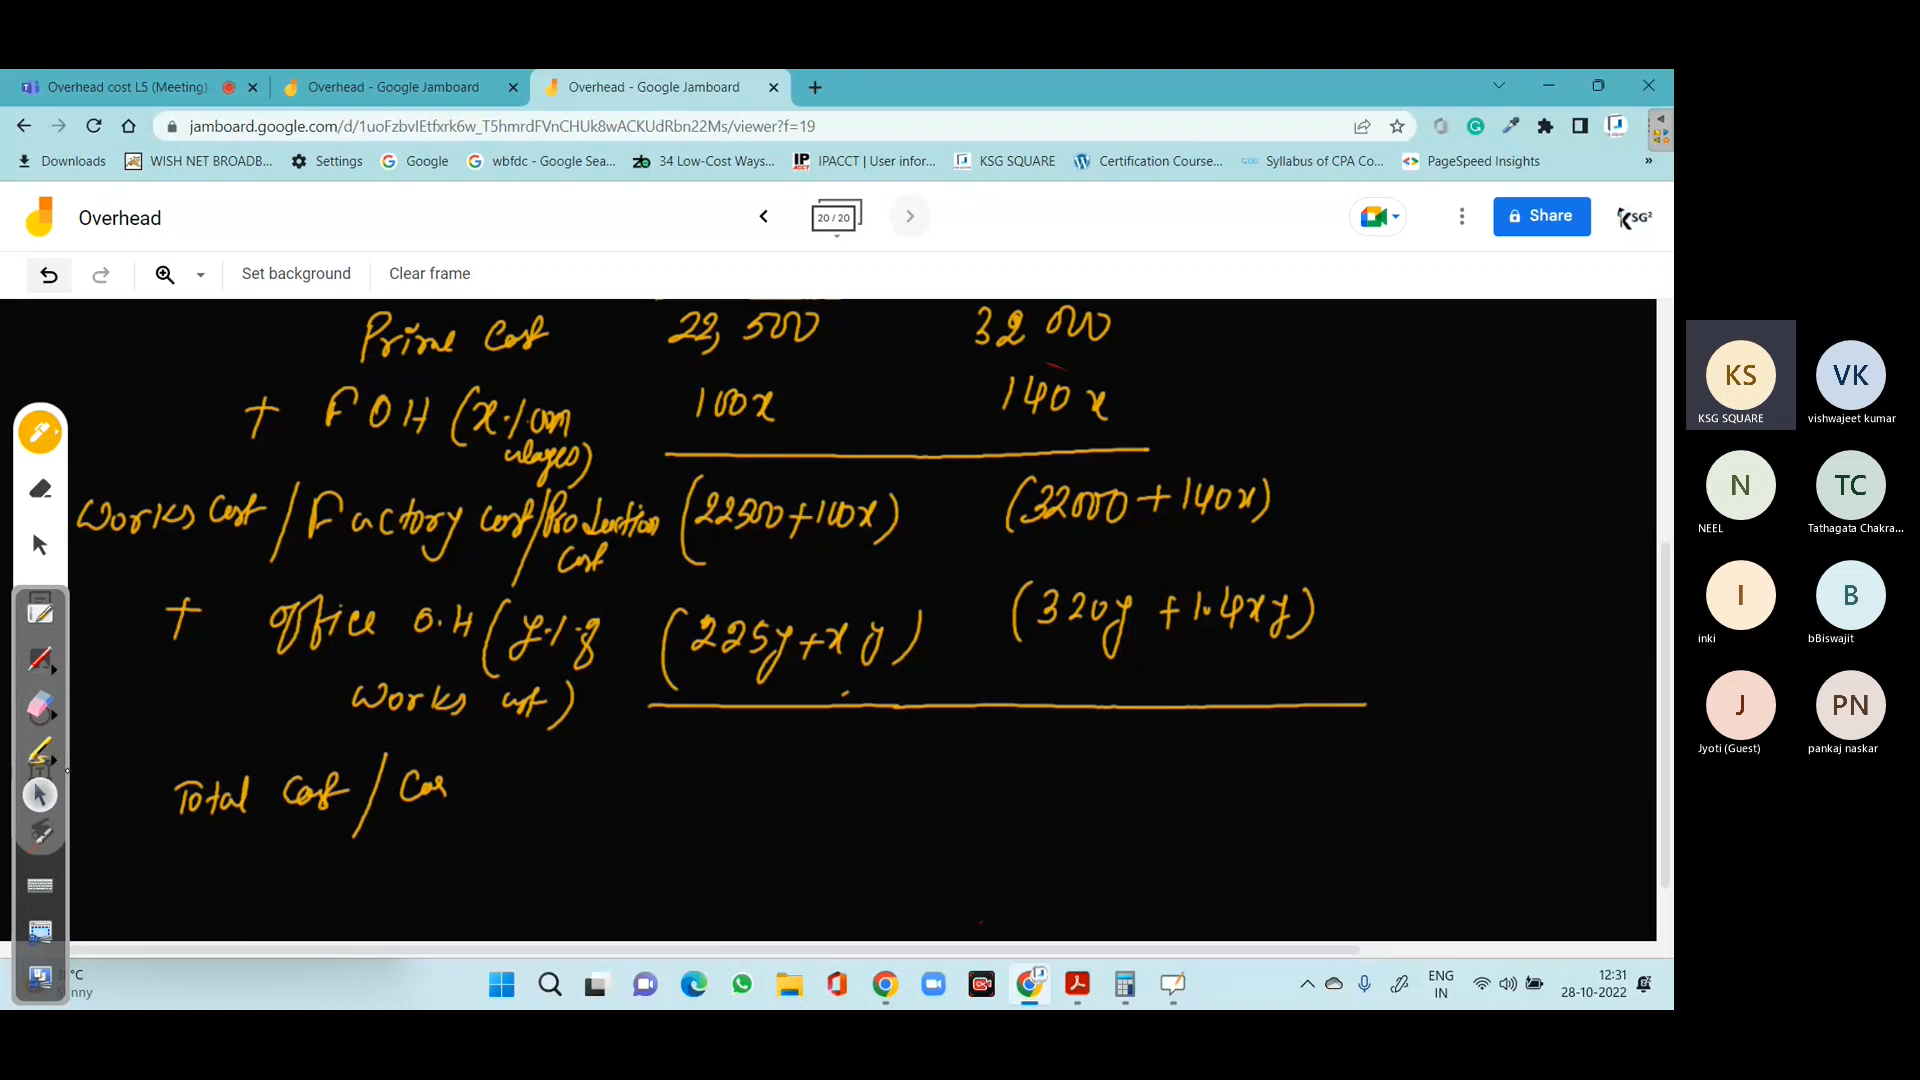 Overhead cost L5 (Meeting) Overhead - Google Jamboard Overhead - Google Jamboard
jamboard.google.com/d/1uoFzbvIEtfxrk6w_T5hmrdFVnCHUk8wACKUdRbn22Ms/viewer?f=19
Downloads WISH NET BROADB... Settings Google wbfdc - Google Sea... 34 Low-Cost Ways... IPACCT | User infor... KSG SQUARE Certification Course... Syllabus of CPA Co... PageSpeed Insights »
Overhead 20 / 20 Share KSG²
Set background Clear frame
Prime Cost 22,500 32000
+ FOH (x% on 100x 140x
wages)
Works Cost / Factory Cost / Production (22500+100x) (32000+140x)
Cost
+ Office O.H (y% of (225y+xy) (320y+1.4xy)
Works cost)
Total Cost / Cos
KS VK
KSG SQUARE vishwajeet kumar
N TC
NEEL Tathagata Chakra...
I B
inki bBiswajit
J PN
Jyoti (Guest) pankaj naskar
ENG 12:31
IN 28-10-2022